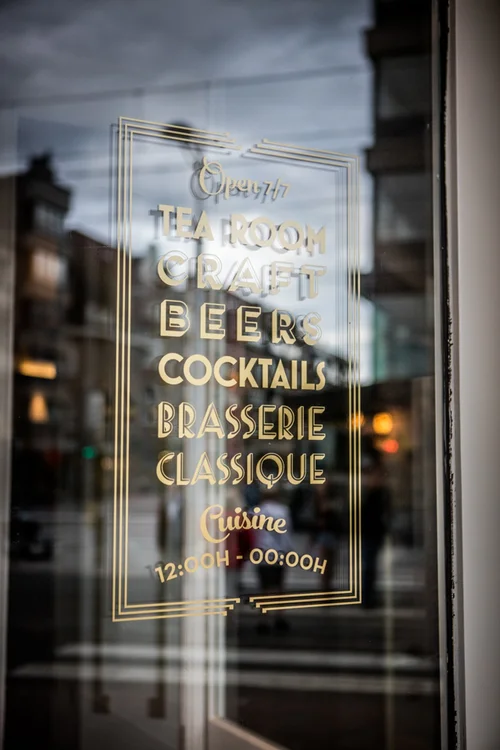 Open 7/7
TEA ROOM
CRAFT
BEERS
COCKTAILS
BRASSERIE
CLASSIQUE
Cuisine
12:00H - 00:00H